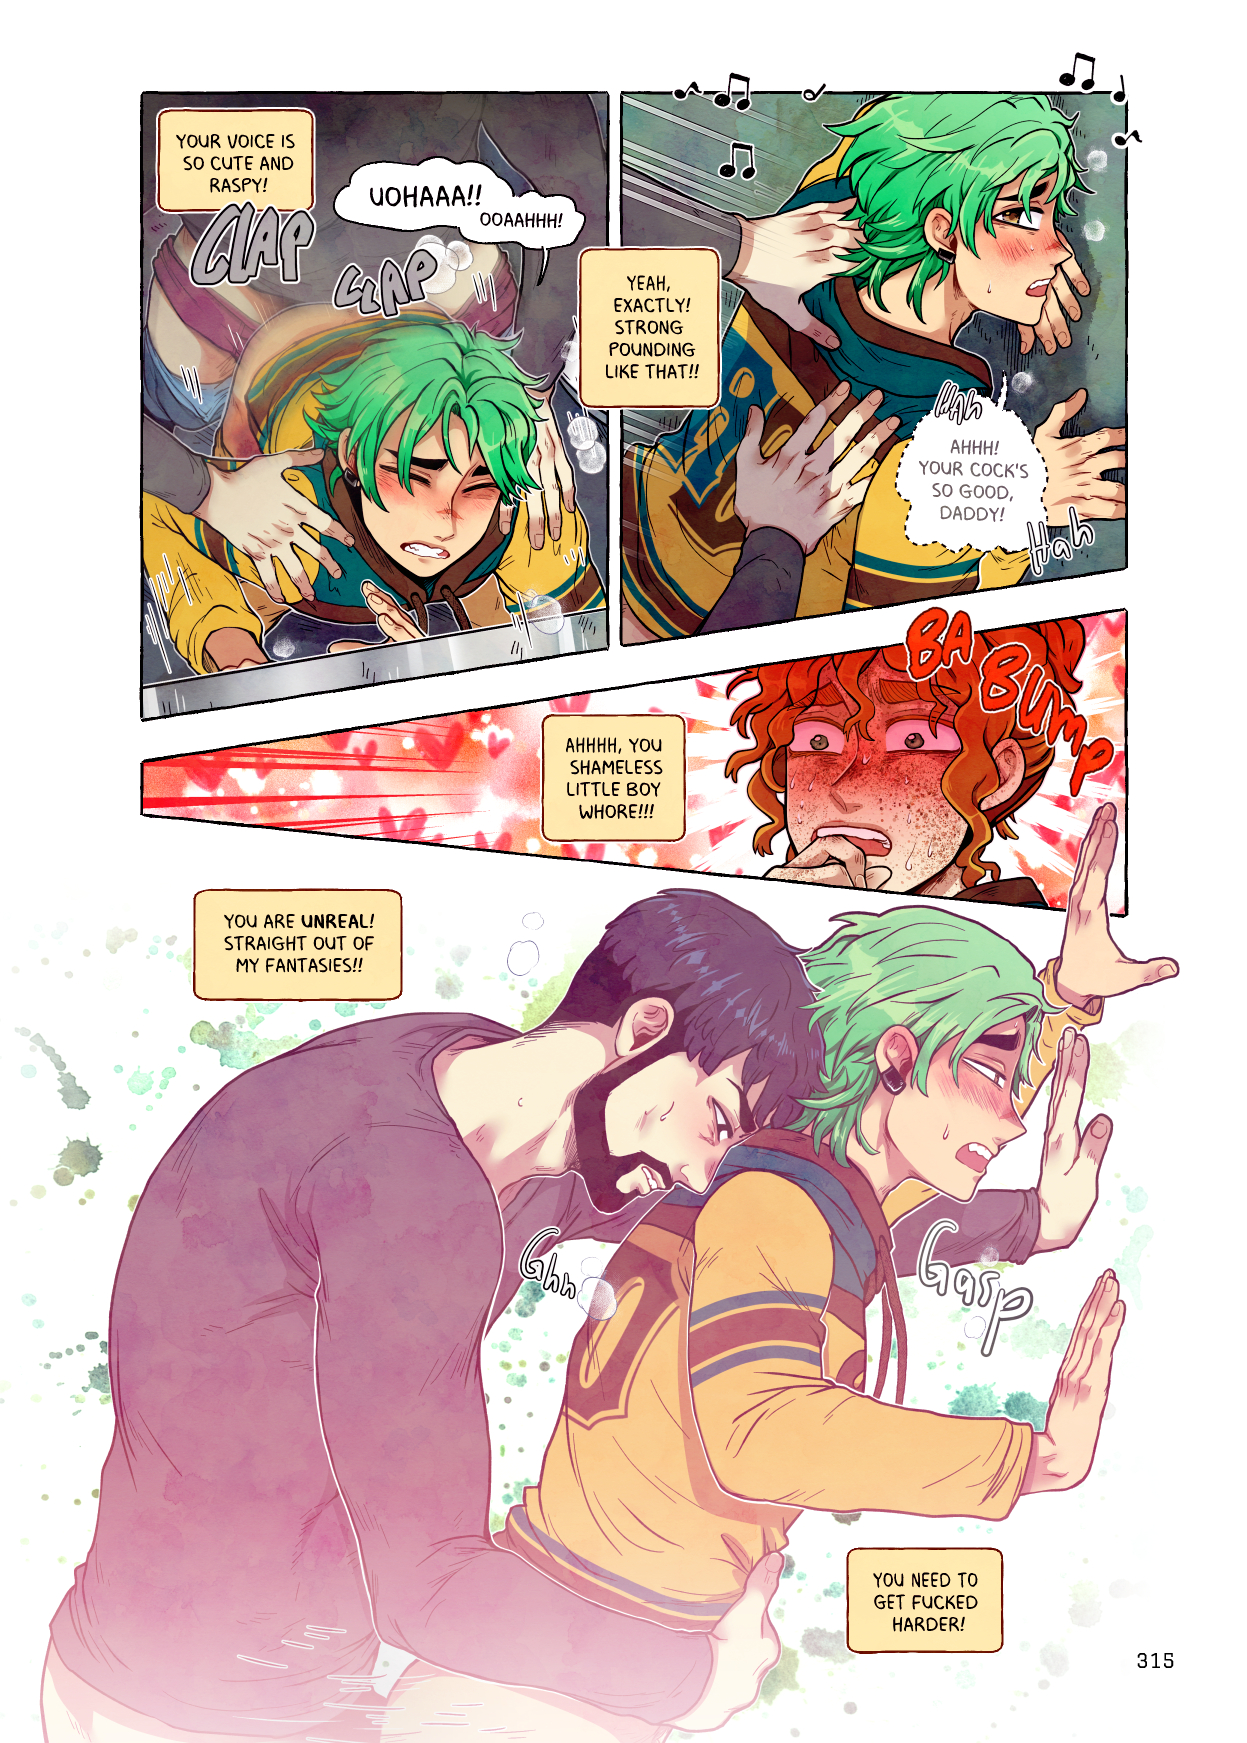 YOUR VOICE IS
SO CUTE AND
RASPY!
UOHAAA!!
OOAAHHH!
CLAP
CLAP
YEAH,
EXACTLY!
STRONG
POUNDING
LIKE THAT!!
HAh
AHHH!
YOUR COCK'S
SO GOOD,
DADDY!
Hah
BA
BUMP
AHHHH, YOU
SHAMELESS
LITTLE BOY
WHORE!!!
YOU ARE UNREAL!
STRAIGHT OUT OF
MY FANTASIES!!
Ghn
Gasp
YOU NEED TO
GET FUCKED
HARDER!
315